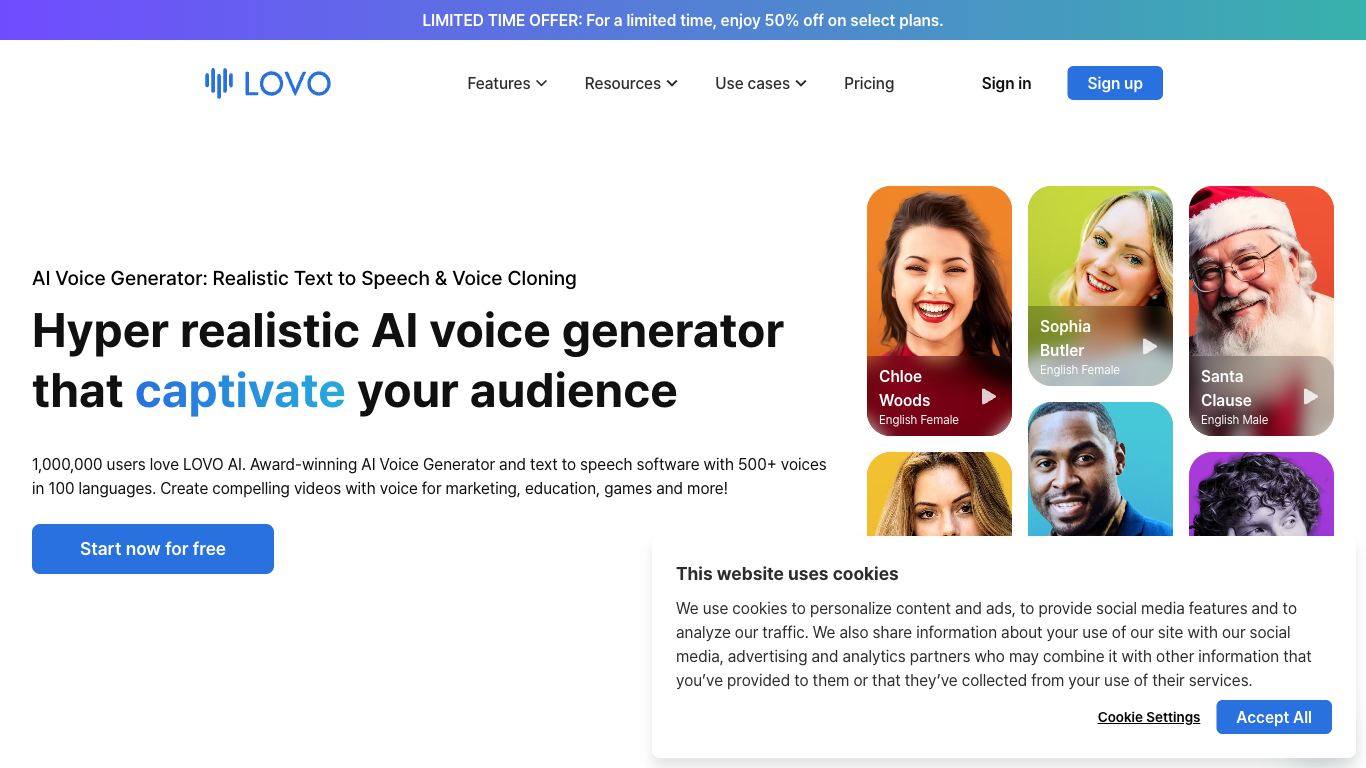 LIMITED TIME OFFER: For a limited time, enjoy 50% off on select plans.
LOVO
Features
Resources
Use cases
Pricing
Sign in
Sign up
AI Voice Generator: Realistic Text to Speech & Voice Cloning
Hyper realistic AI voice generator
that captivate your audience
1,000,000 users love LOVO AI. Award-winning AI Voice Generator and text to speech software with 500+ voices
in 100 languages. Create compelling videos with voice for marketing, education, games and more!
Start now for free
Chloe
Woods
English Female
Sophia
Butler
English Female
Santa
Clause
English Male
This website uses cookies
We use cookies to personalize content and ads, to provide social media features and to
analyze our traffic. We also share information about your use of our site with our social
media, advertising and analytics partners who may combine it with other information that
you’ve provided to them or that they’ve collected from your use of their services.
Cookie Settings
Accept All